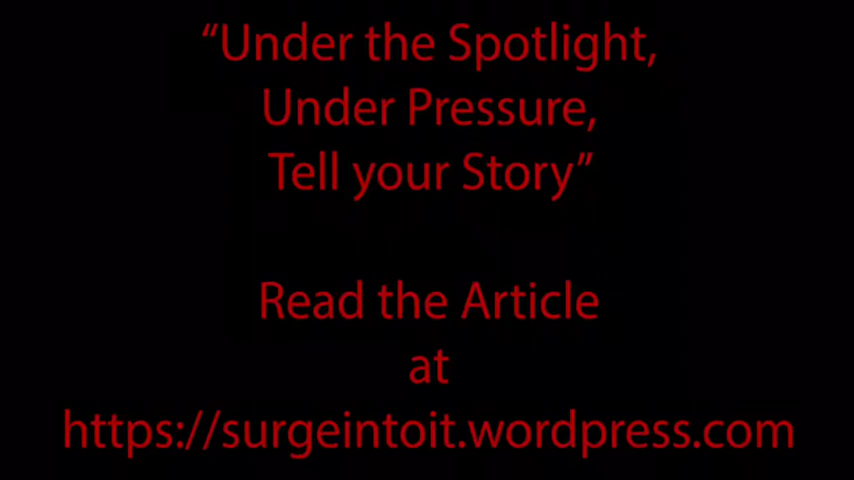 “Under the Spotlight,
Under Pressure,
Tell your Story”
Read the Article
at
https://surgeintoit.wordpress.com